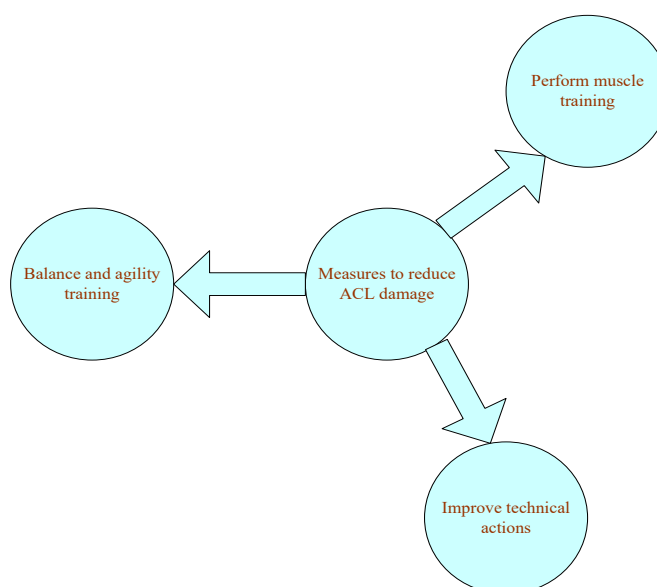 Perform muscle
training
Balance and agility
training
Measures to reduce
ACL damage
Improve technical
actions